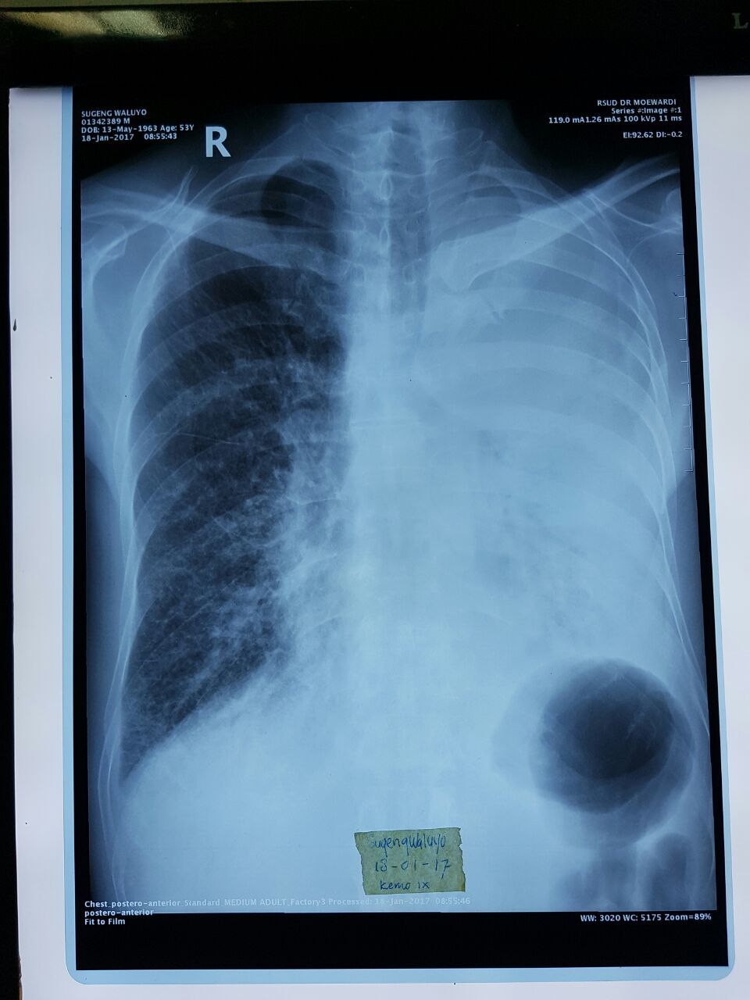 L
SUGENG WALUYO
01342389 M
DOB: 13-May-1963 Age: 53Y
18-Jan-2017 08:55:43
R
RSUD DR MOEWARDI
Series #:Image #:1
119.0 mA1.26 mAs 100 kVp 11 ms
EI:92.62 DI:-0.2
SugengWaluyo
18-01-17
kemo ix
Chest_postero-anterior_Standard_MEDIUM ADULT_Factory3 Processed: 18-Jan-2017 08:55:46
postero-anterior
Fit to Film
WW: 3020 WC: 5175 Zoom=89%